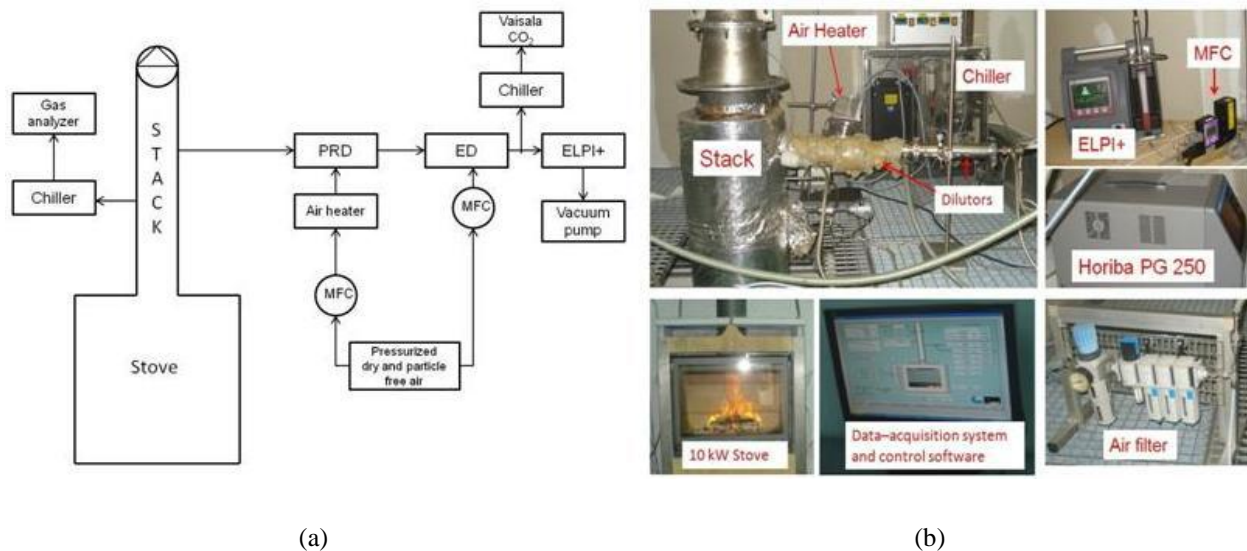 Vaisala
CO₂
Chiller
Gas
analyzer
Chiller
STACK
PRD
ED
ELPI+
Air heater
MFC
Vacuum
pump
MFC
Pressurized
dry and particle
free air
Stove
Air Heater
Chiller
Stack
Dilutors
MFC
ELPI+
Horiba PG 250
10 kW Stove
Data–acquisition system
and control software
Air filter
(a)
(b)